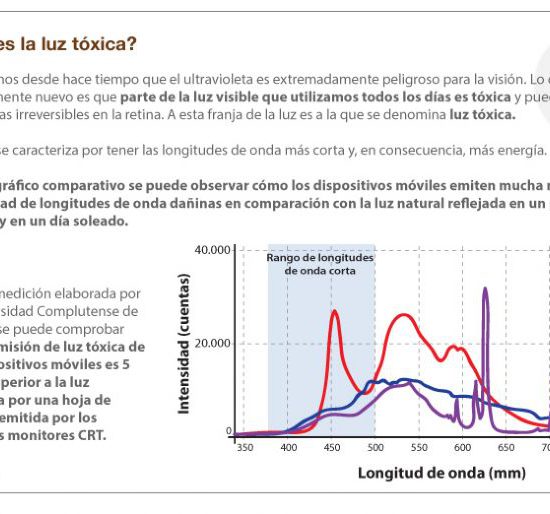 es la luz tóxica?
mos desde hace tiempo que el ultravioleta es extremadamente peligroso para la visión. Lo
mente nuevo es que parte de la luz visible que utilizamos todos los días es tóxica y pue
as irreversibles en la retina. A esta franja de la luz es a la que se denomina luz tóxica.
se caracteriza por tener las longitudes de onda más corta y, en consecuencia, más energía.
gráfico comparativo se puede observar cómo los dispositivos móviles emiten mucha
ad de longitudes de onda dañinas en comparación con la luz natural reflejada en un
y en un día soleado.
medición elaborada por
sidad Complutense de
se puede comprobar
misión de luz tóxica de
positivos móviles es 5
perior a la luz
a por una hoja de
emitida por los
s monitores CRT.
Intensidad (cuentas)
40.000
Rango de longitudes
de onda corta
20.000
0
350 400 450 500 550 600 650 70
Longitud de onda (mm)